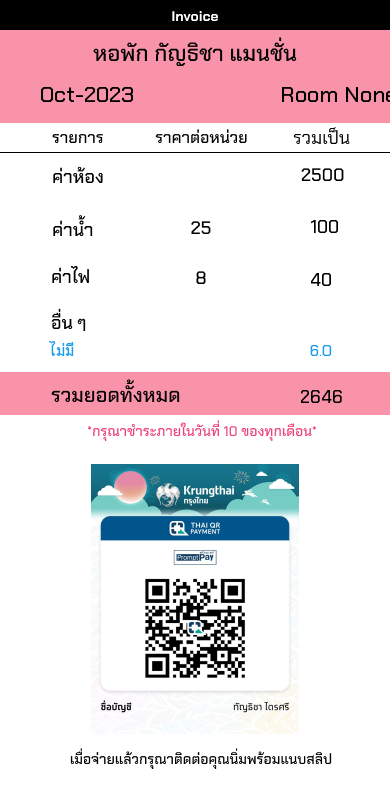 Invoice
หอพัก กัญธิชา แมนชั่น
Oct-2023 Room None
รายการ ราคาต่อหน่วย รวมเป็น
ค่าห้อง 2500
ค่าน้ำ 25 100
ค่าไฟ 8 40
อื่น ๆ
ไม่มี 6.0
รวมยอดทั้งหมด 2646
*กรุณาชำระภายในวันที่ 10 ของทุกเดือน*
Krungthai
กรุงไทย
THAI QR
PAYMENT
PromptPay
ชื่อบัญชี กัญธิชา ไตรศรี
เมื่อจ่ายแล้วกรุณาติดต่อคุณนิ่มพร้อมแนบสลิป